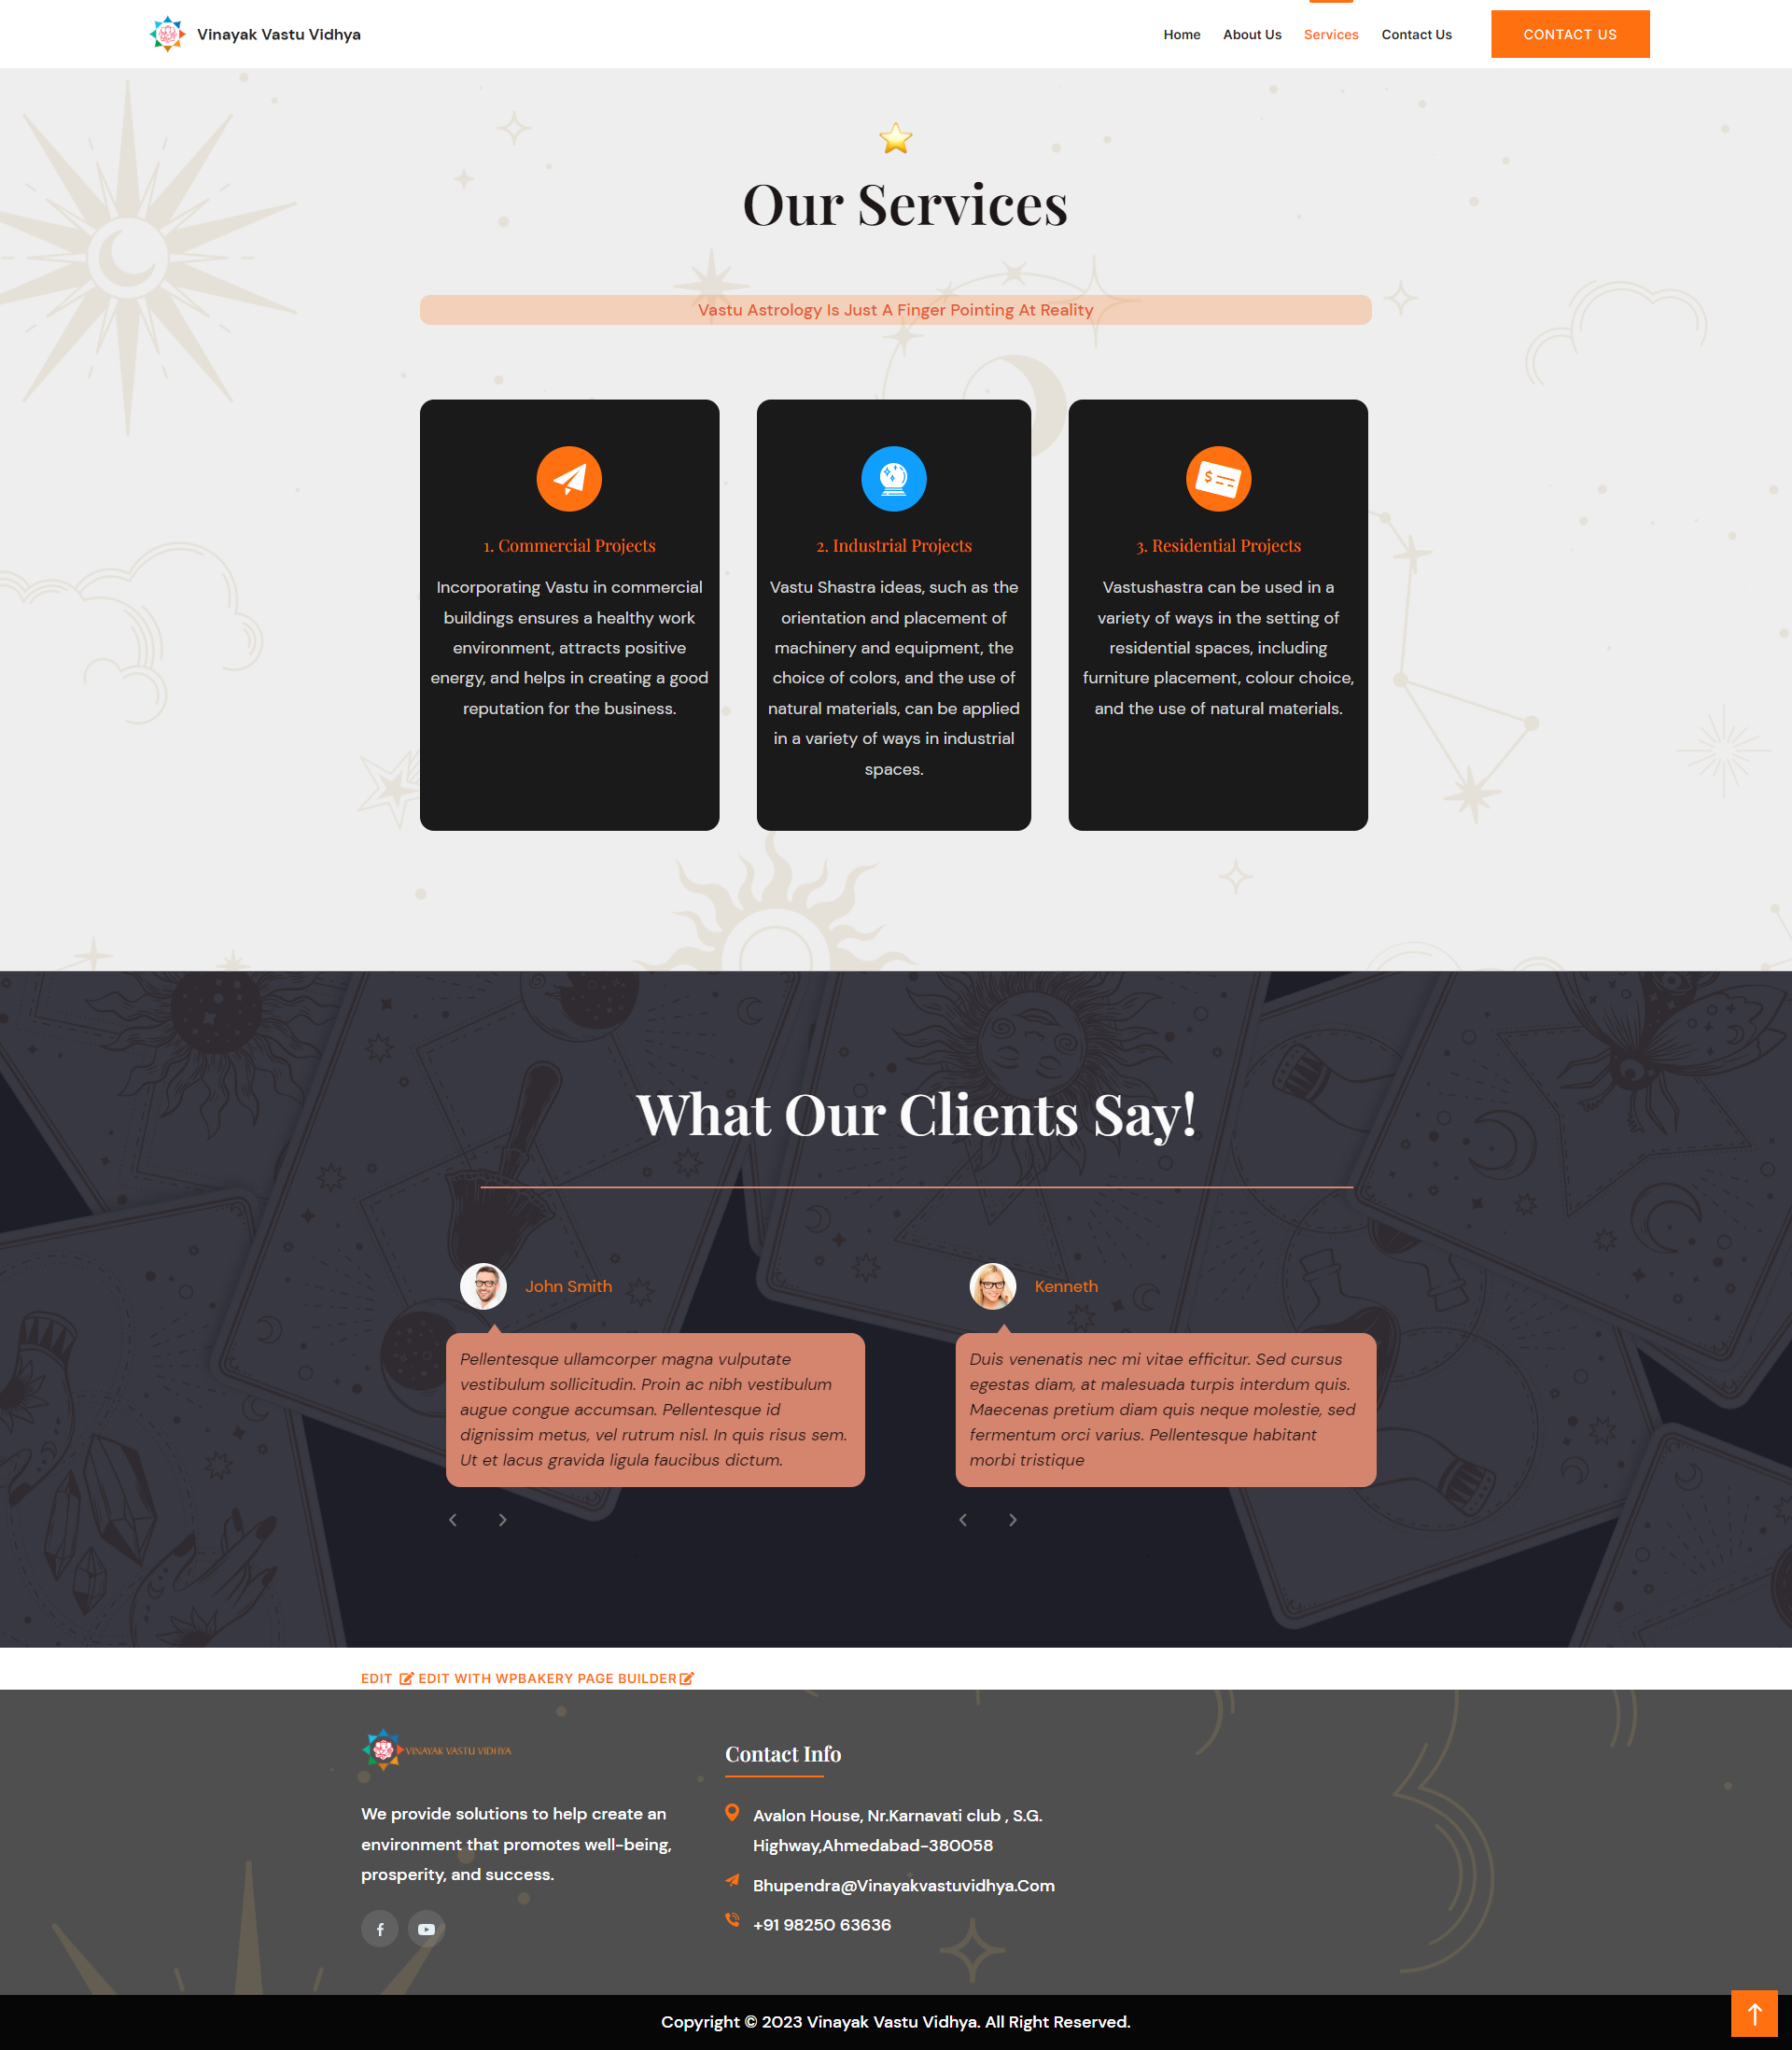 Vinayak Vastu Vidhya
Home About Us Services Contact Us CONTACT US
Our Services
Vastu Astrology Is Just A Finger Pointing At Reality
1. Commercial Projects
Incorporating Vastu in commercial
buildings ensures a healthy work
environment, attracts positive
energy, and helps in creating a good
reputation for the business.
2. Industrial Projects
Vastu Shastra ideas, such as the
orientation and placement of
machinery and equipment, the
choice of colors, and the use of
natural materials, can be applied
in a variety of ways in industrial
spaces.
3. Residential Projects
Vastushastra can be used in a
variety of ways in the setting of
residential spaces, including
furniture placement, colour choice,
and the use of natural materials.
What Our Clients Say!
John Smith
Pellentesque ullamcorper magna vulputate
vestibulum sollicitudin. Proin ac nibh vestibulum
augue congue accumsan. Pellentesque id
dignissim metus, vel rutrum nisl. In quis risus sem.
Ut et lacus gravida ligula faucibus dictum.
Kenneth
Duis venenatis nec mi vitae efficitur. Sed cursus
egestas diam, at malesuada turpis interdum quis.
Maecenas pretium diam quis neque molestie, sed
fermentum orci varius. Pellentesque habitant
morbi tristique
EDIT EDIT WITH WPBAKERY PAGE BUILDER
VINAYAK VASTU VIDHYA
We provide solutions to help create an
environment that promotes well-being,
prosperity, and success.
Contact Info
Avalon House, Nr.Karnavati club , S.G.
Highway,Ahmedabad-380058
Bhupendra@Vinayakvastuvidhya.Com
+91 98250 63636
Copyright © 2023 Vinayak Vastu Vidhya. All Right Reserved.